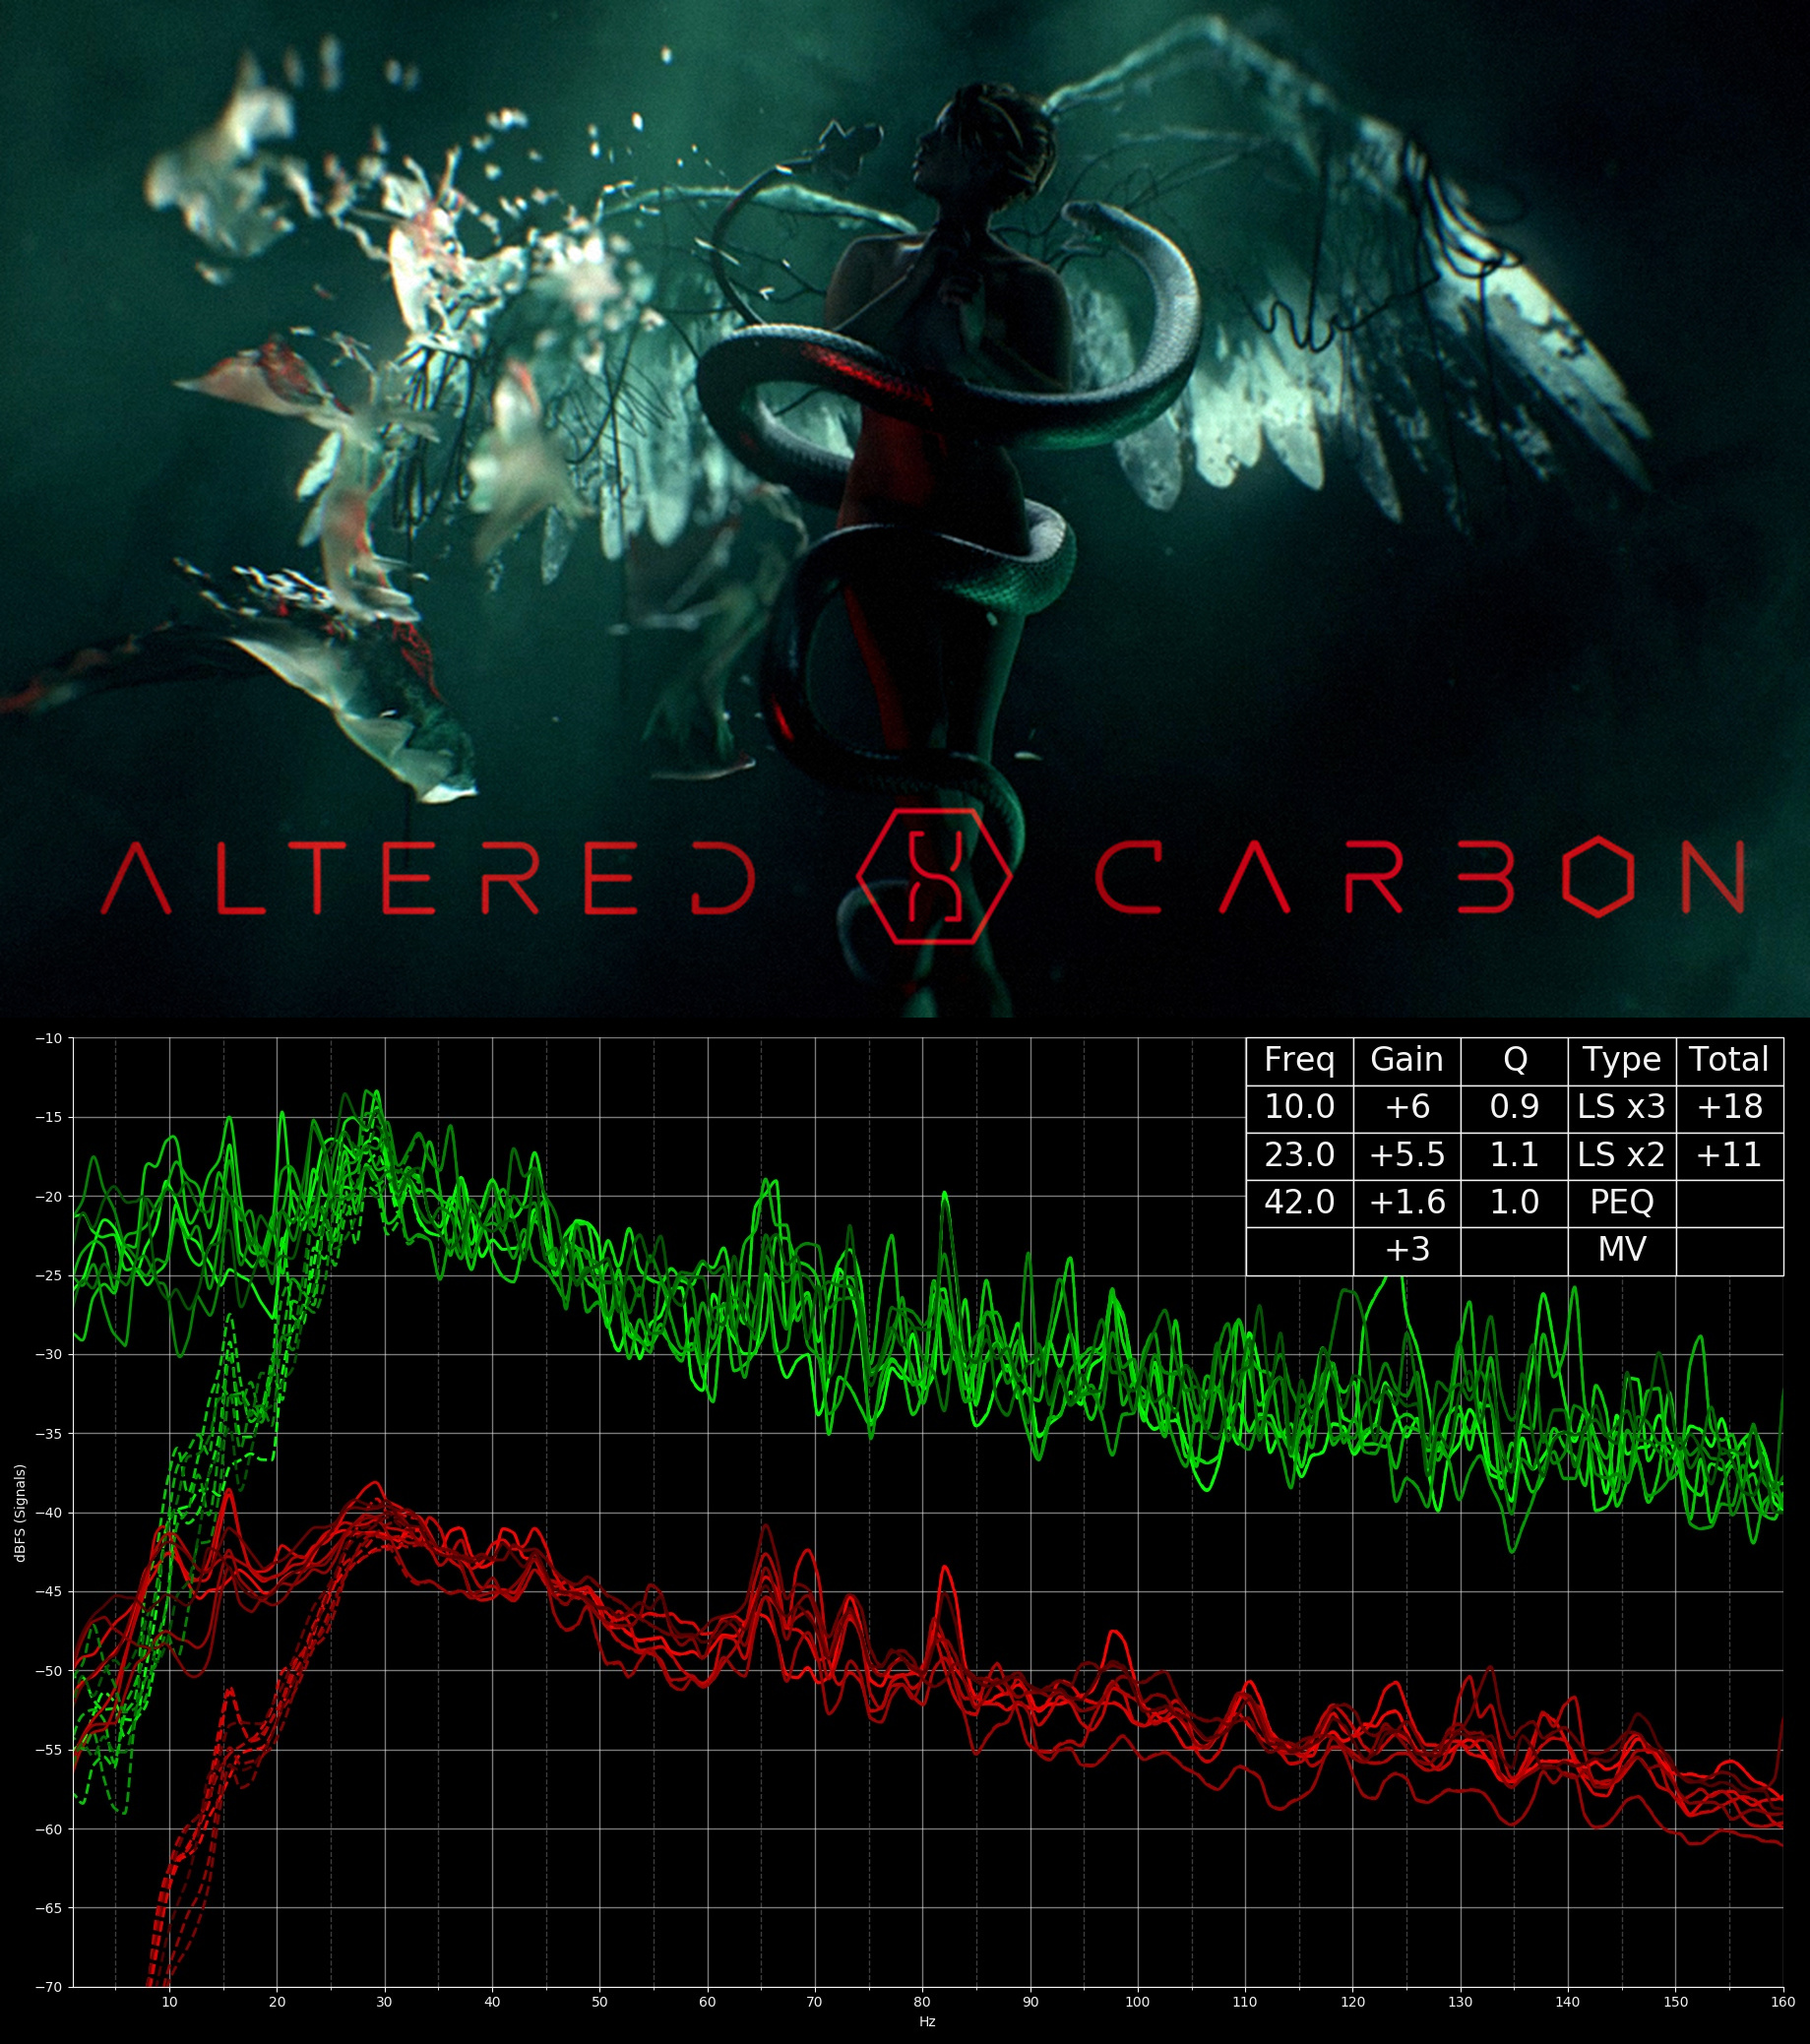 ALTERED CARBON
Freq Gain Q Type Total
10.0 +6 0.9 LS x3 +18
23.0 +5.5 1.1 LS x2 +11
42.0 +1.6 1.0 PEQ
+3 MV
−10
−15
−20
−25
−30
−35
−40
−45
−50
−55
−60
−65
−70
dBFS (Signals)
10 20 30 40 50 60 70 80 90 100 110 120 130 140 150 160
Hz